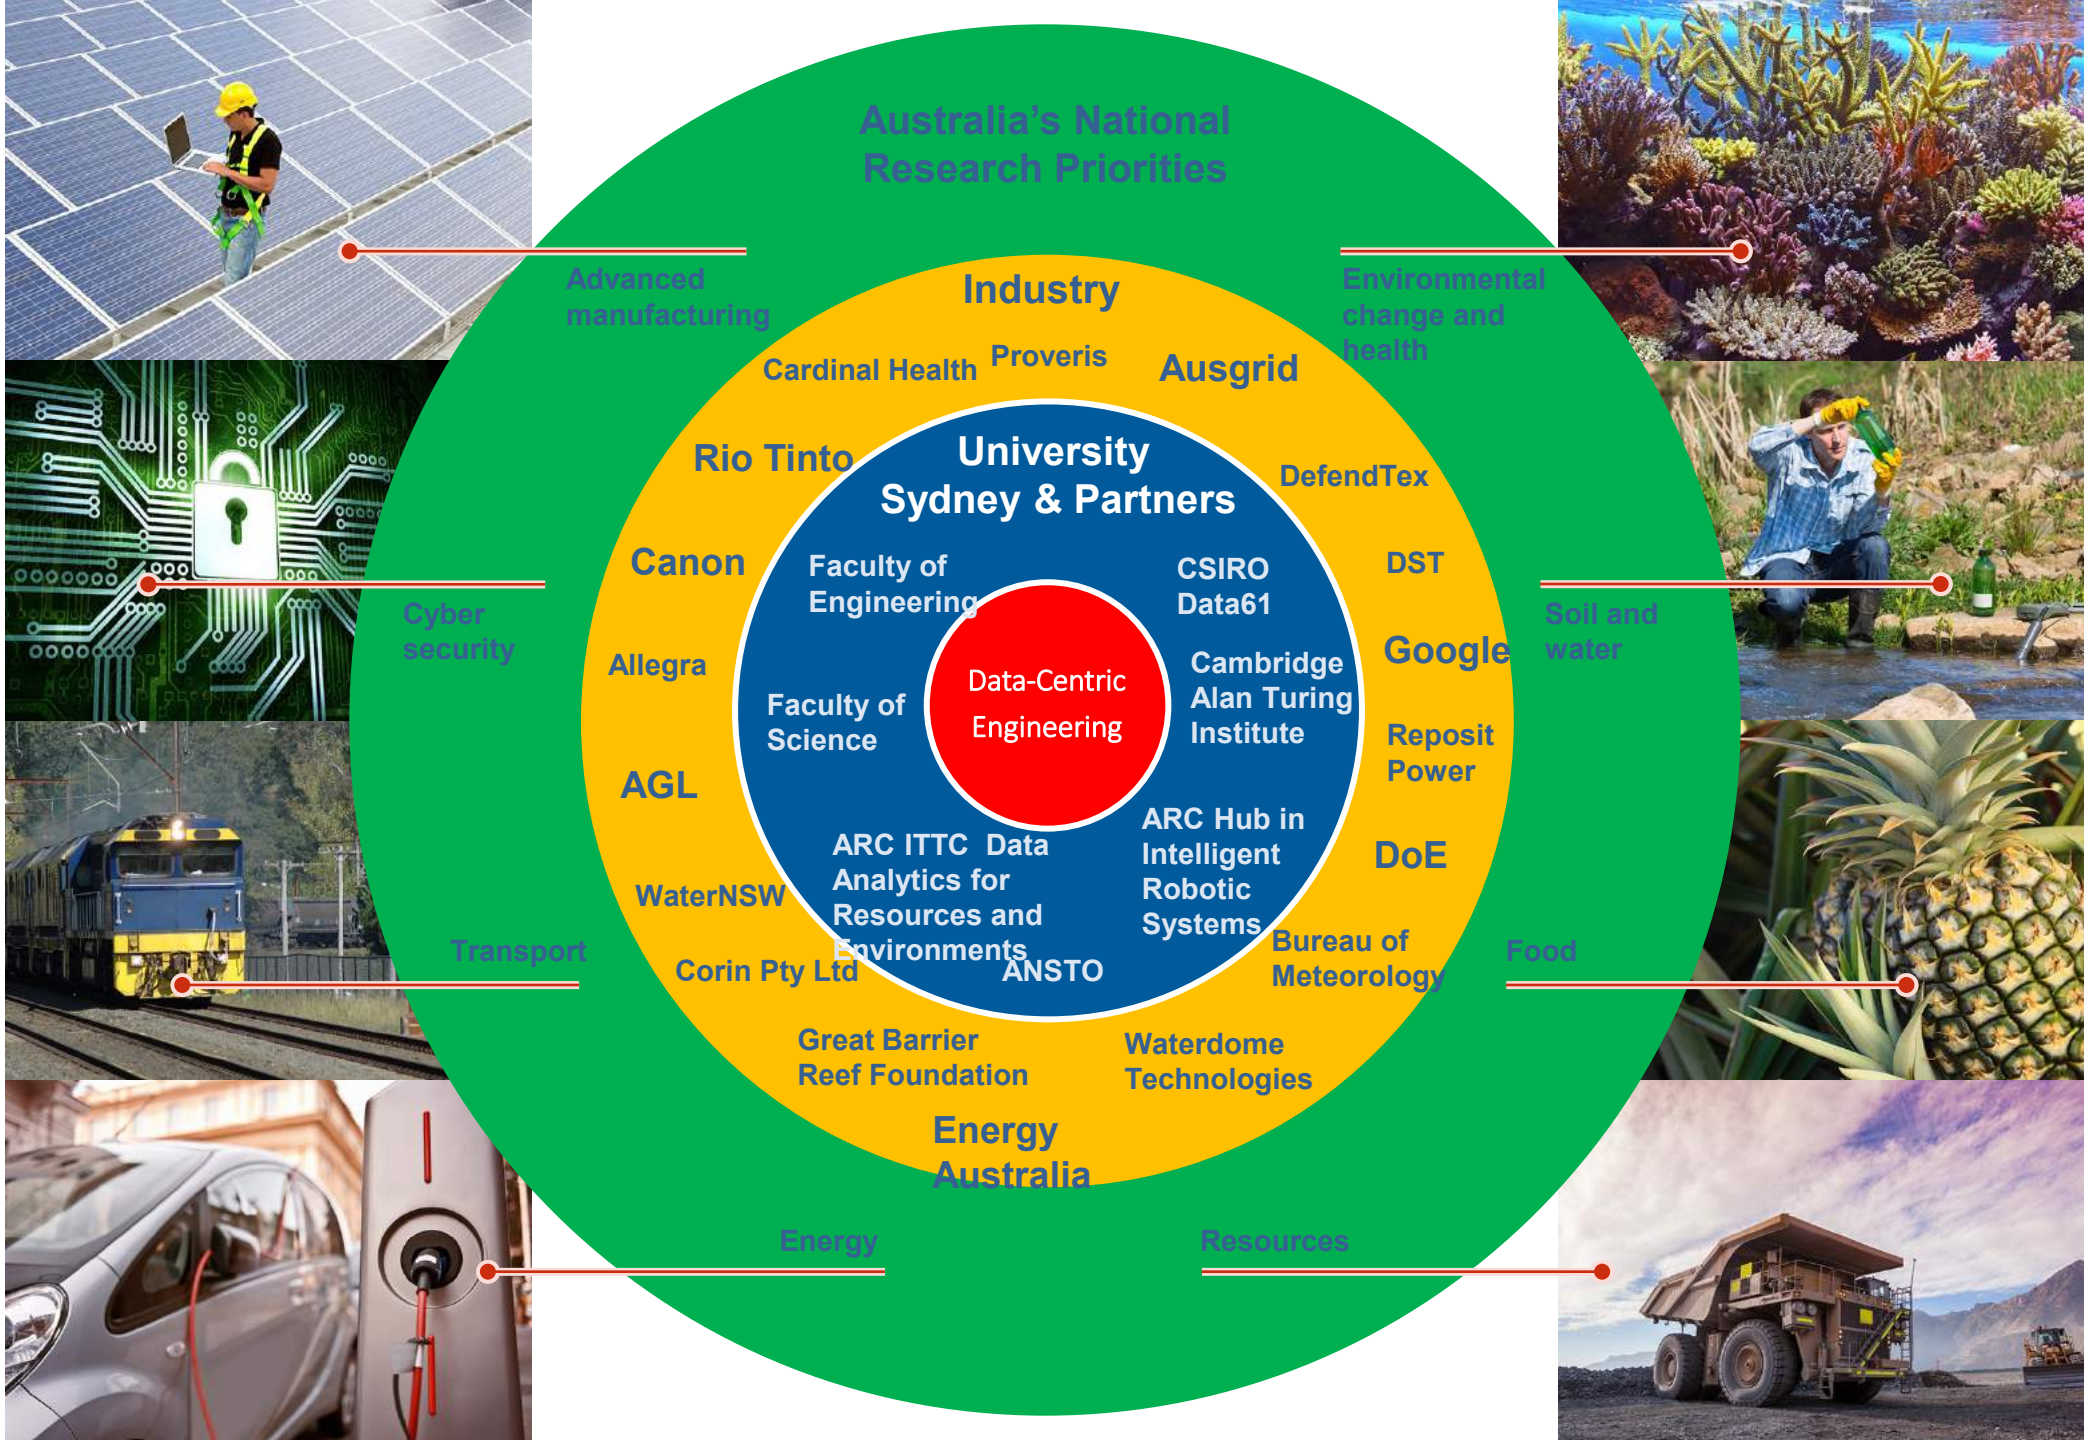 Australia’s National
Research Priorities
Advanced
manufacturing
Environmental
change and
health
Industry
Cardinal Health
Proveris
Ausgrid
Rio Tinto
DefendTex
University
Sydney & Partners
Canon
Faculty of
Engineering
CSIRO
Data61
DST
Cyber
security
Soil and
water
Allegra
Google
Faculty of
Science
Data-Centric
Engineering
Cambridge
Alan Turing
Institute
Reposit
Power
AGL
DoE
ARC ITTC  Data
Analytics for
Resources and
Environments
ARC Hub in
Intelligent
Robotic
Systems
WaterNSW
Bureau of
Meteorology
Transport
Food
Corin Pty Ltd
ANSTO
Great Barrier
Reef Foundation
Waterdome
Technologies
Energy
Australia
Energy
Resources